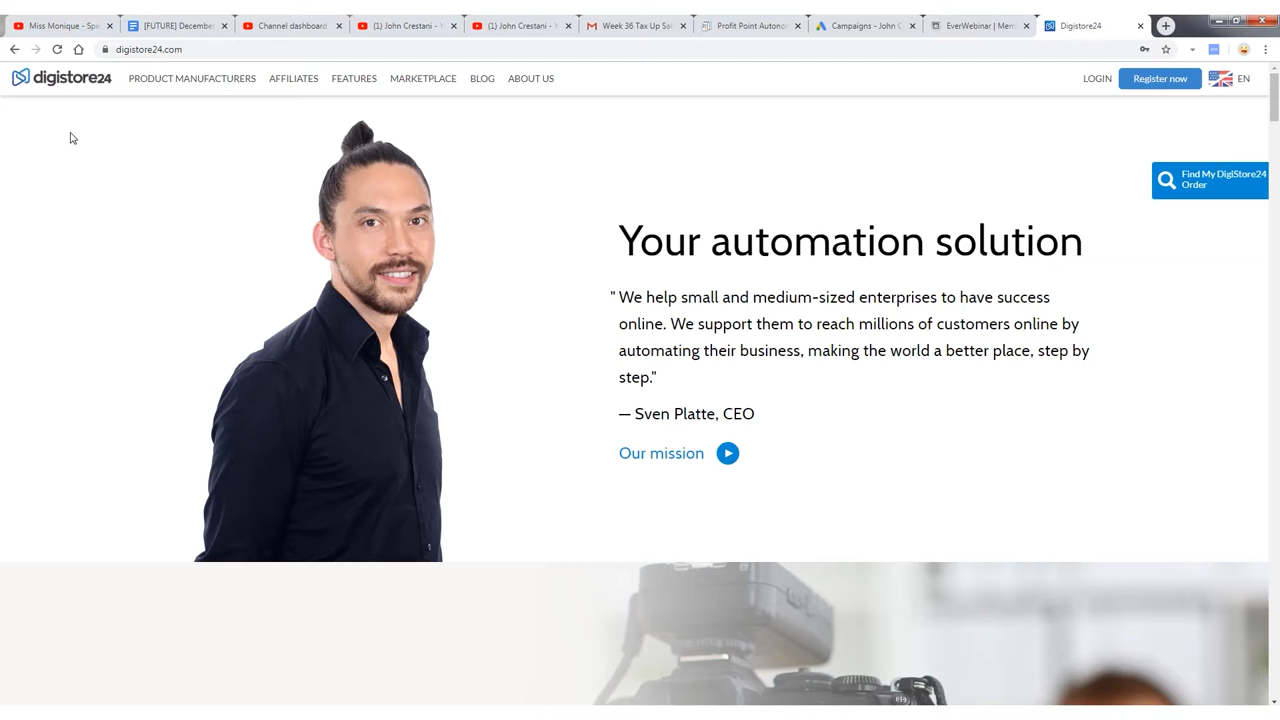 Miss Monique - Spe
[FUTURE] December
Channel dashboard
(1) John Crestani - Y
(1) John Crestani - Y
Week 36 Tax Up Sal
Profit Point Autono
Campaigns - John C
EverWebinar | Mem
Digistore24
digistore24.com
digistore24
PRODUCT MANUFACTURERS
AFFILIATES
FEATURES
MARKETPLACE
BLOG
ABOUT US
LOGIN
Register now
EN
Find My DigiStore24
Order
Your automation solution
" We help small and medium-sized enterprises to have success
online. We support them to reach millions of customers online by
automating their business, making the world a better place, step by
step."
— Sven Platte, CEO
Our mission